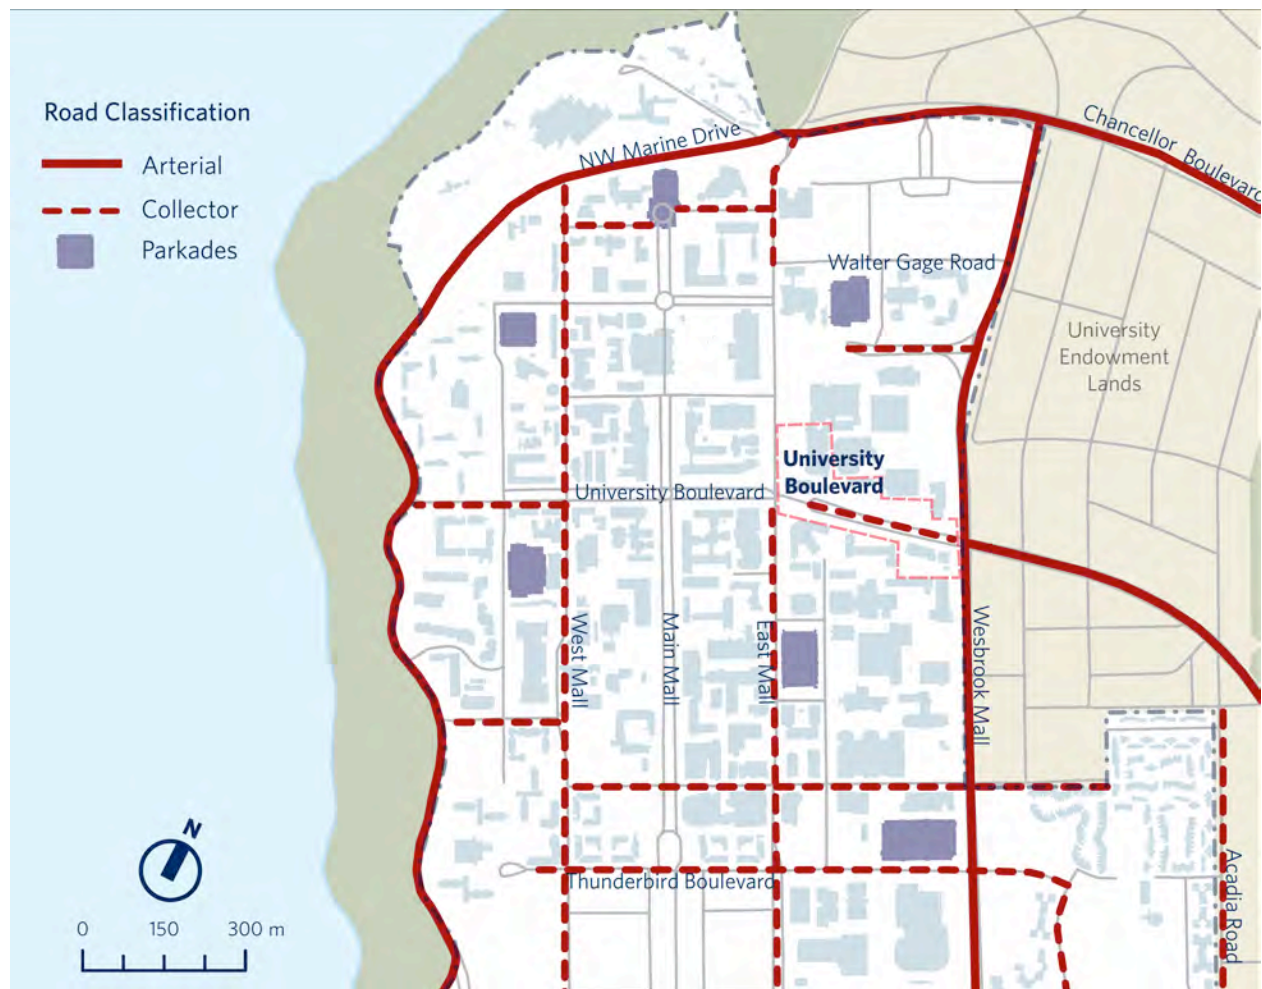 Road Classification
Arterial
Collector
Parkades
NW Marine Drive
Chancellor Boulevard
Walter Gage Road
University
Endowment
Lands
University
Boulevard
University Boulevard
West Mall
Main Mall
East Mall
Wesbrook Mall
Thunderbird Boulevard
Acadia Road
N
0 150 300 m